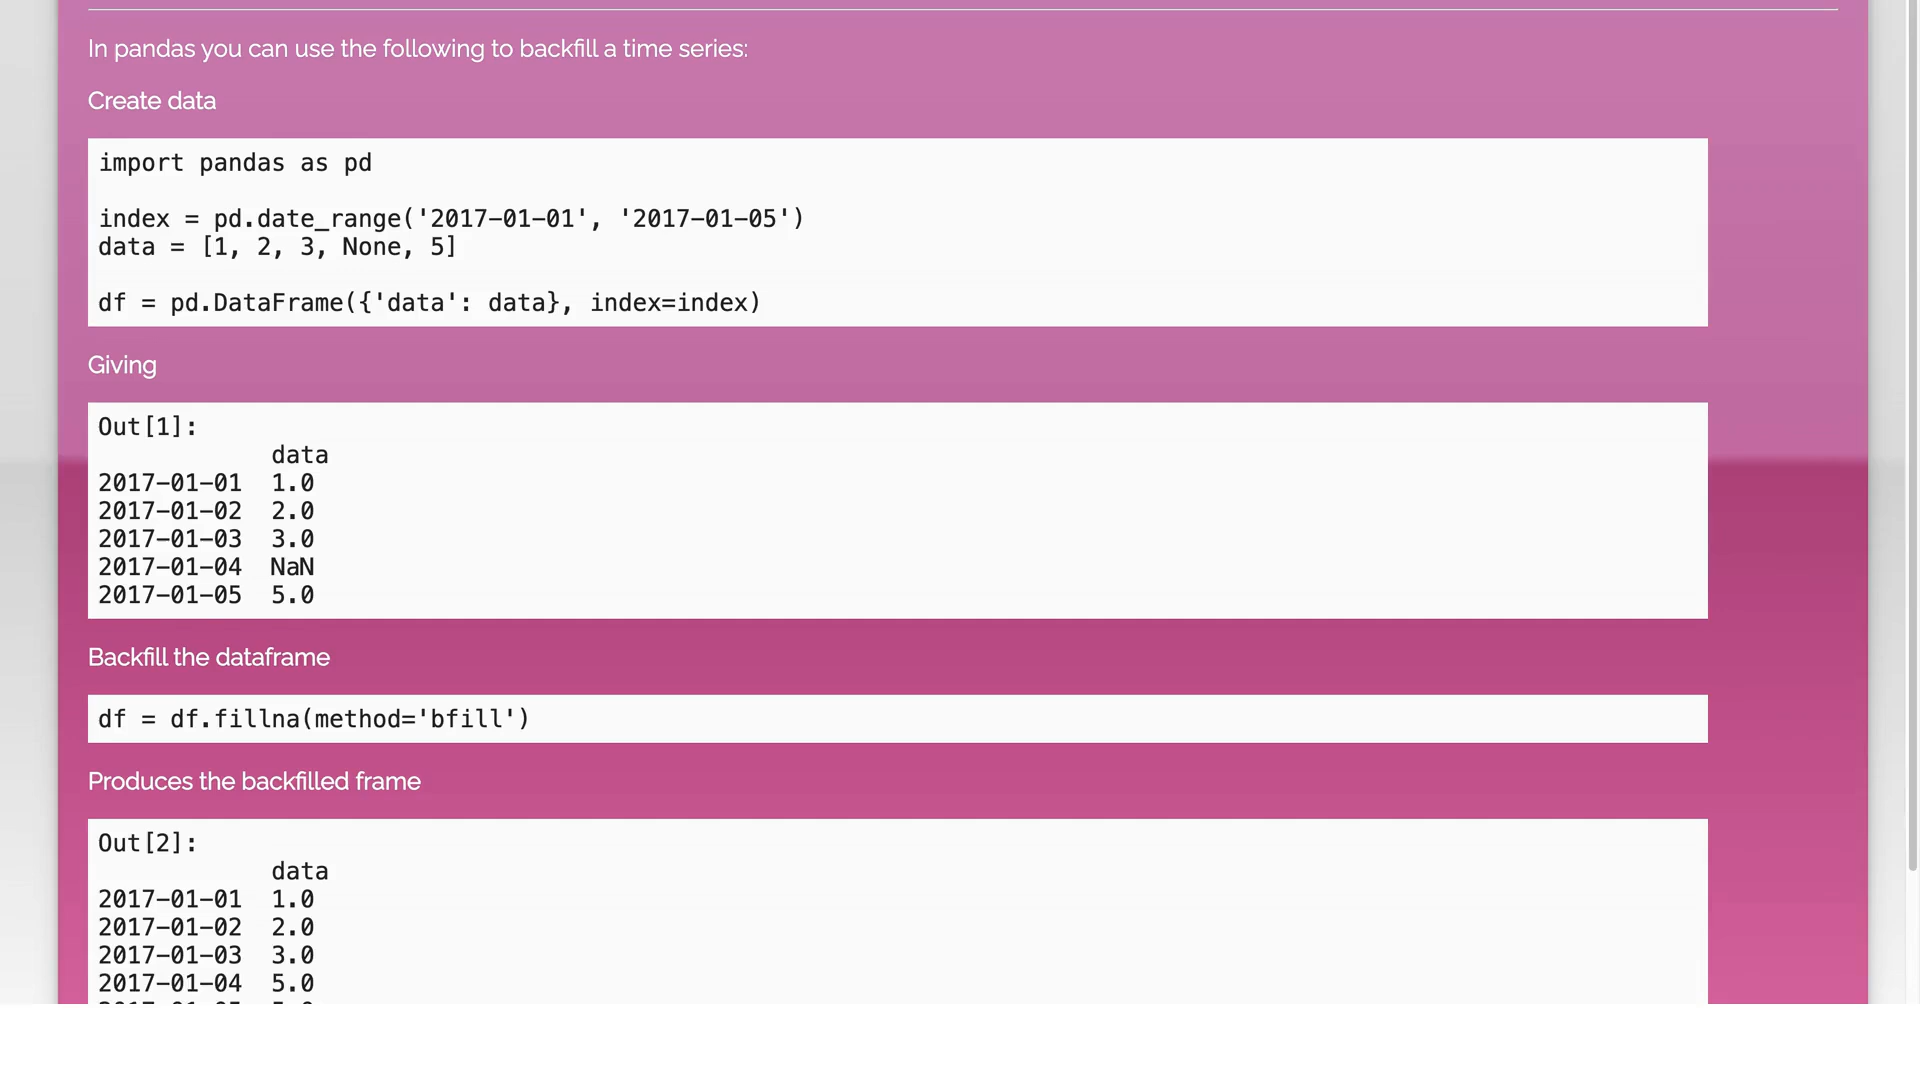 In pandas you can use the following to backfill a time series:
Create data
import pandas as pd
index = pd.date_range('2017-01-01', '2017-01-05')
data = [1, 2, 3, None, 5]
df = pd.DataFrame({'data': data}, index=index)
Giving
Out[1]:
data
2017-01-01  1.0
2017-01-02  2.0
2017-01-03  3.0
2017-01-04  NaN
2017-01-05  5.0
Backfill the dataframe
df = df.fillna(method='bfill')
Produces the backfilled frame
Out[2]:
data
2017-01-01  1.0
2017-01-02  2.0
2017-01-03  3.0
2017-01-04  5.0